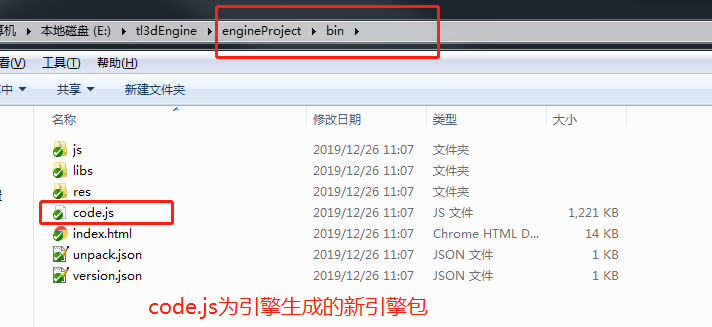 算机 ▸ 本地磁盘 (E:) ▸ tl3dEngine ▸ engineProject ▸ bin ▸
看(V) 工具(T) 帮助(H)
库中 ▾ 共享 ▾ 新建文件夹
名称 修改日期 类型 大小
js 2019/12/26 11:07 文件夹
libs 2019/12/26 11:07 文件夹
res 2019/12/26 11:07 文件夹
code.js 2019/12/26 11:07 JS 文件 1,221 KB
index.html 2019/12/26 11:07 Chrome HTML D... 14 KB
unpack.json 2019/12/26 11:07 JSON 文件 1 KB
version.json 2019/12/26 11:07 JSON 文件 1 KB
code.js为引擎生成的新引擎包